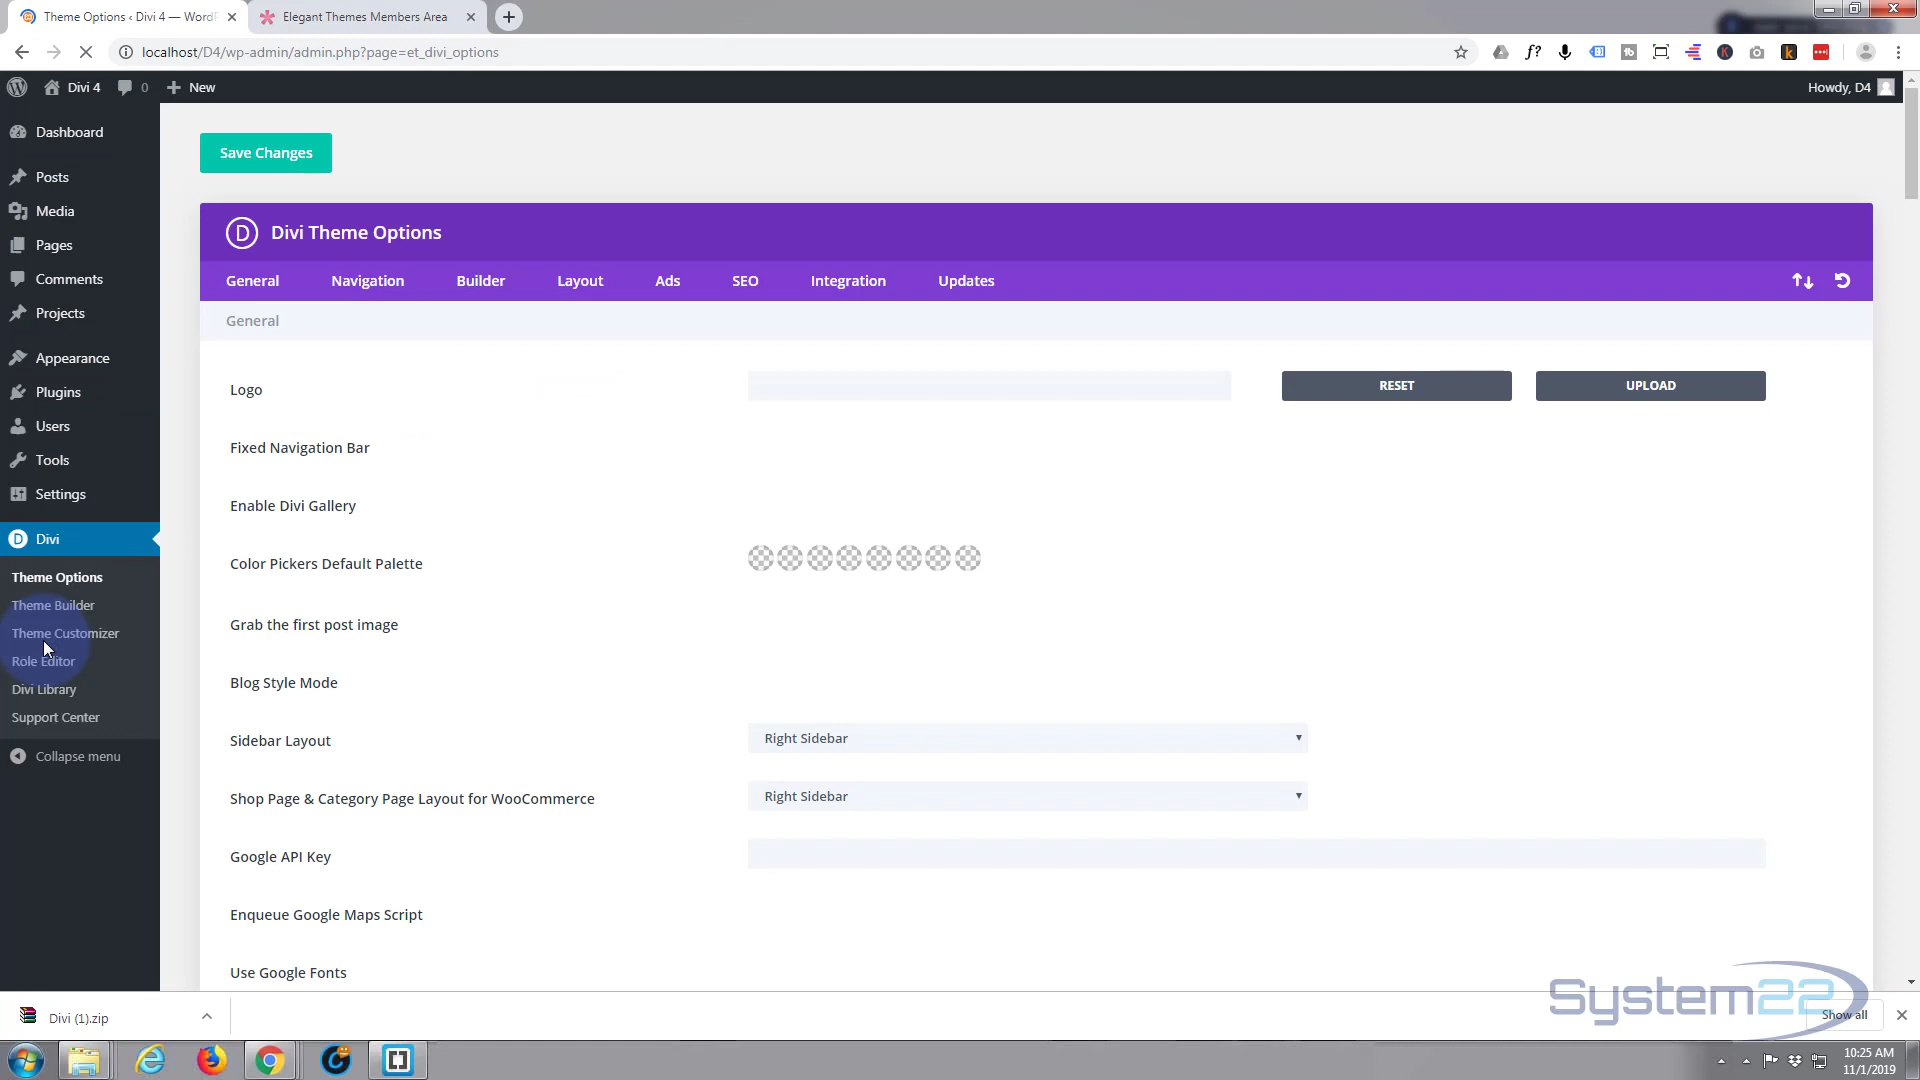 Theme Options ‹ Divi 4 — WordP
Elegant Themes Members Area
localhost/D4/wp-admin/admin.php?page=et_divi_options
Divi 4
0
New
Howdy, D4
Dashboard
Posts
Media
Pages
Comments
Projects
Appearance
Plugins
Users
Tools
Settings
Divi
Theme Options
Theme Builder
Theme Customizer
Role Editor
Divi Library
Support Center
Collapse menu
Save Changes
D Divi Theme Options
General Navigation Builder Layout Ads SEO Integration Updates
General
Logo RESET UPLOAD
Fixed Navigation Bar
Enable Divi Gallery
Color Pickers Default Palette
Grab the first post image
Blog Style Mode
Sidebar Layout Right Sidebar
Shop Page & Category Page Layout for WooCommerce Right Sidebar
Google API Key
Enqueue Google Maps Script
Use Google Fonts
System22
Divi (1).zip
Show all
10:25 AM
11/1/2019